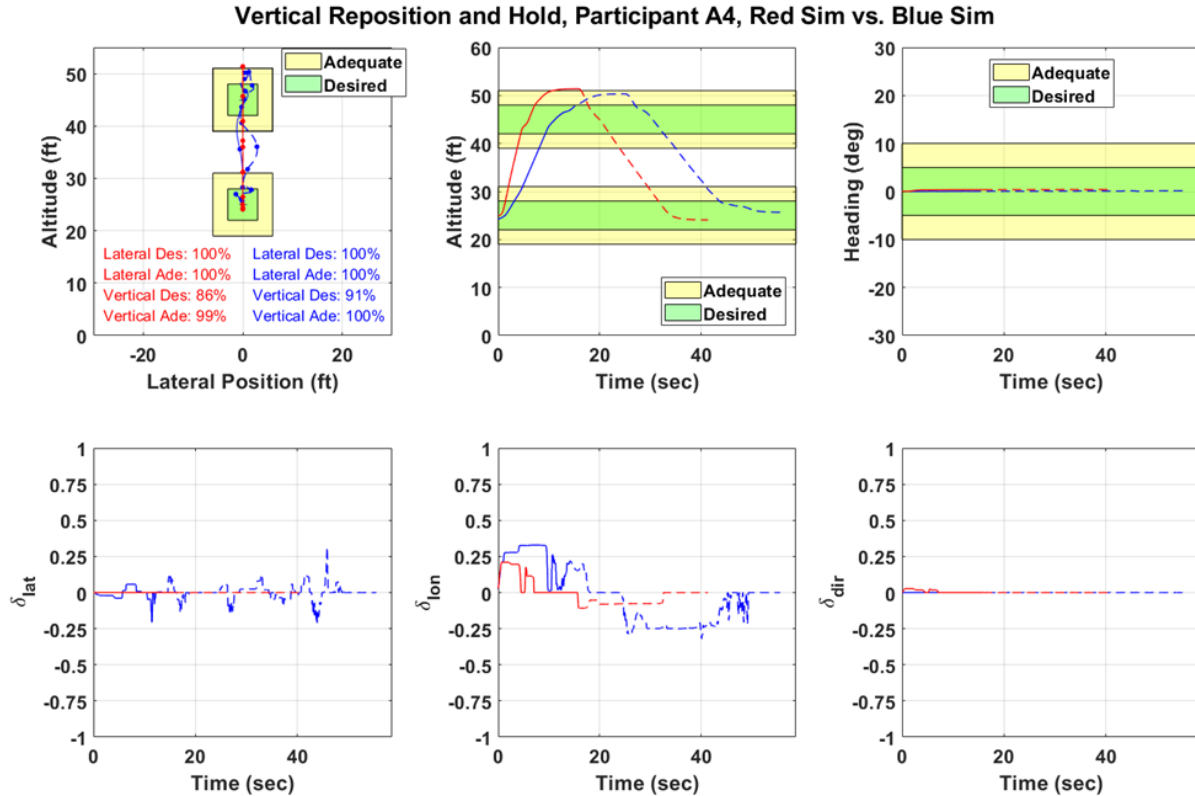 Vertical Reposition and Hold, Participant A4, Red Sim vs. Blue Sim
Altitude (ft)
50
40
30
20
10
0
-20
0
20
Lateral Position (ft)
Adequate
Desired
Lateral Des: 100%
Lateral Ade: 100%
Vertical Des: 86%
Vertical Ade: 99%
Lateral Des: 100%
Lateral Ade: 100%
Vertical Des: 91%
Vertical Ade: 100%
Altitude (ft)
60
50
40
30
20
10
0
0
20
40
Time (sec)
Adequate
Desired
Heading (deg)
30
20
10
0
-10
-20
-30
0
20
40
Time (sec)
Adequate
Desired
δlat
1
0.75
0.5
0.25
0
-0.25
-0.5
-0.75
-1
0
20
40
Time (sec)
δlon
1
0.75
0.5
0.25
0
-0.25
-0.5
-0.75
-1
0
20
40
Time (sec)
δdir
1
0.75
0.5
0.25
0
-0.25
-0.5
-0.75
-1
0
20
40
Time (sec)